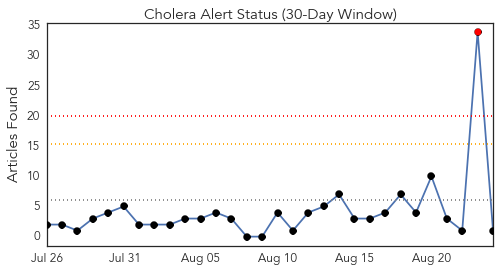 Cholera Alert Status (30-Day Window)
Articles Found
35
30
25
20
15
10
5
0
Jul 26
Jul 31
Aug 05
Aug 10
Aug 15
Aug 20